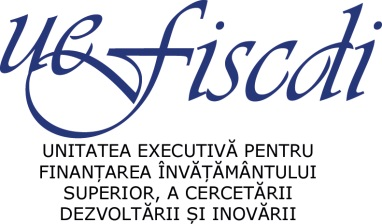 uefiscdi
UNITATEA EXECUTIVĂ PENTRU
FINANȚAREA ÎNVĂȚĂMÂNTULUI
SUPERIOR, A CERCETĂRII
DEZVOLTĂRII ȘI INOVĂRII